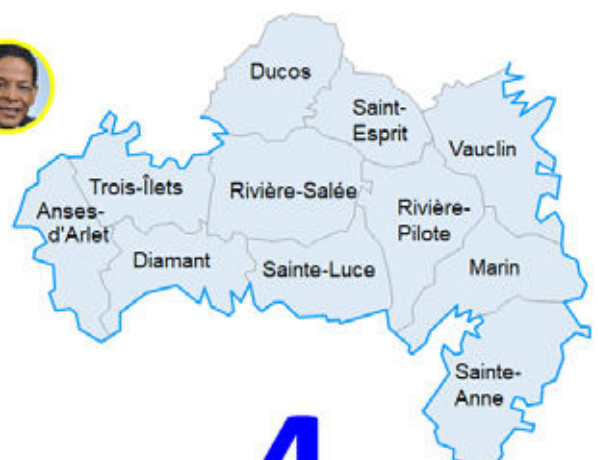 Ducos
Saint-
Esprit
Vauclin
Trois-Îlets
Rivière-Salée
Anses-
d'Arlet
Rivière-
Pilote
Diamant
Sainte-Luce
Marin
Sainte-
Anne
4